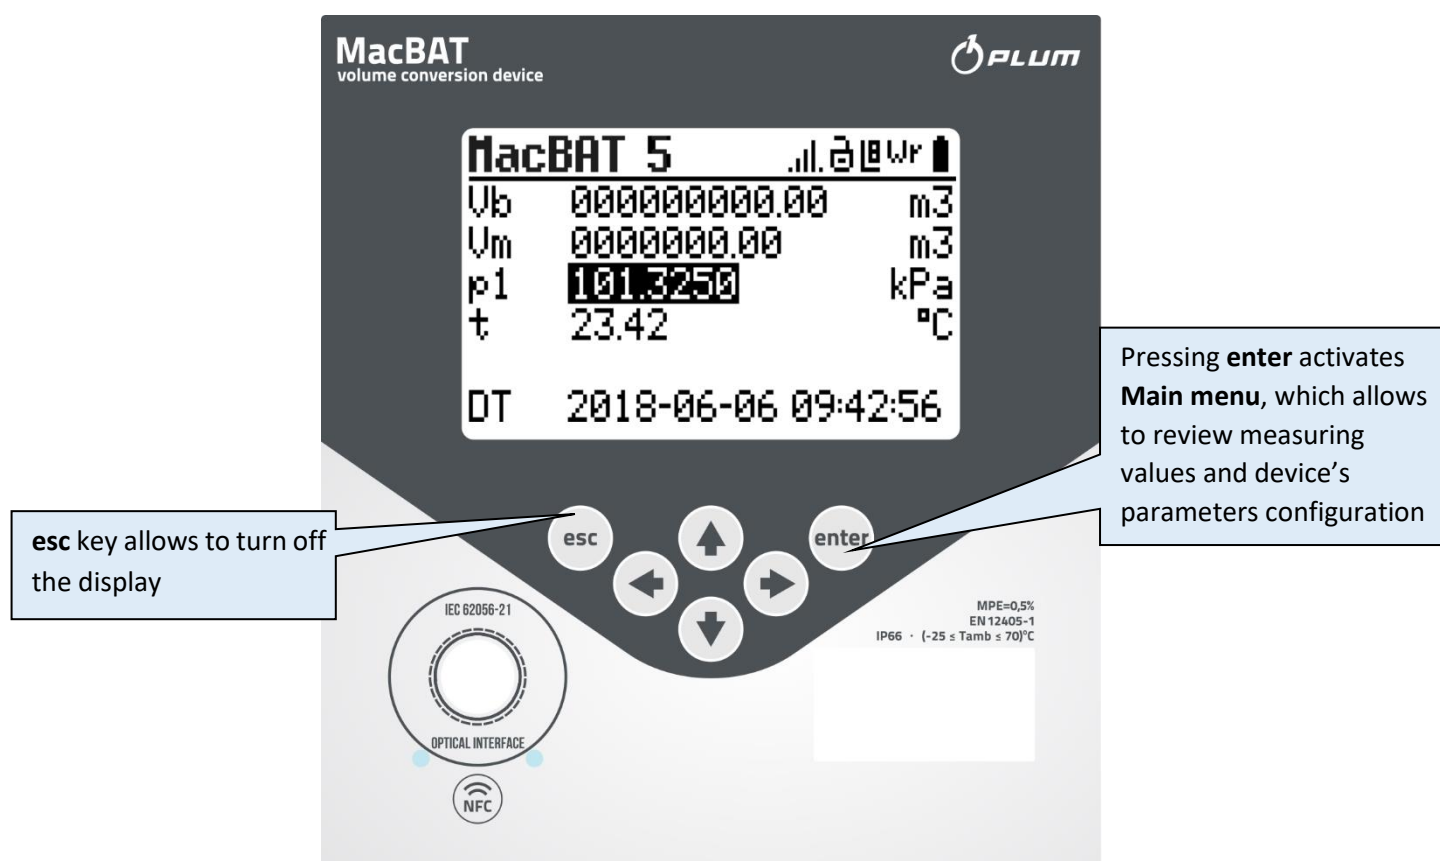 MacBAT
volume conversion device
PLUM
MacBAT 5 Wr
Vb 000000000.00 m3
Vm 0000000.00 m3
p1 101.3250 kPa
t 23.42 °C
DT 2018-06-06 09:42:56
Pressing enter activates
Main menu, which allows
to review measuring
values and device’s
parameters configuration
esc key allows to turn off
the display
esc
enter
IEC 62056-21
OPTICAL INTERFACE
NFC
MPE=0,5%
EN 12405-1
IP66 · (-25 ≤ Tamb ≤ 70)°C